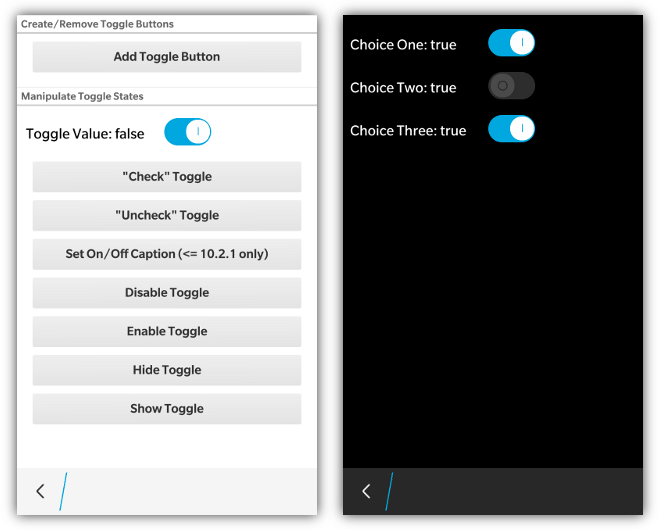 Create/Remove Toggle Buttons
Add Toggle Button
Manipulate Toggle States
Toggle Value: false
"Check" Toggle
"Uncheck" Toggle
Set On/Off Caption (<= 10.2.1 only)
Disable Toggle
Enable Toggle
Hide Toggle
Show Toggle
Choice One: true
Choice Two: true
Choice Three: true